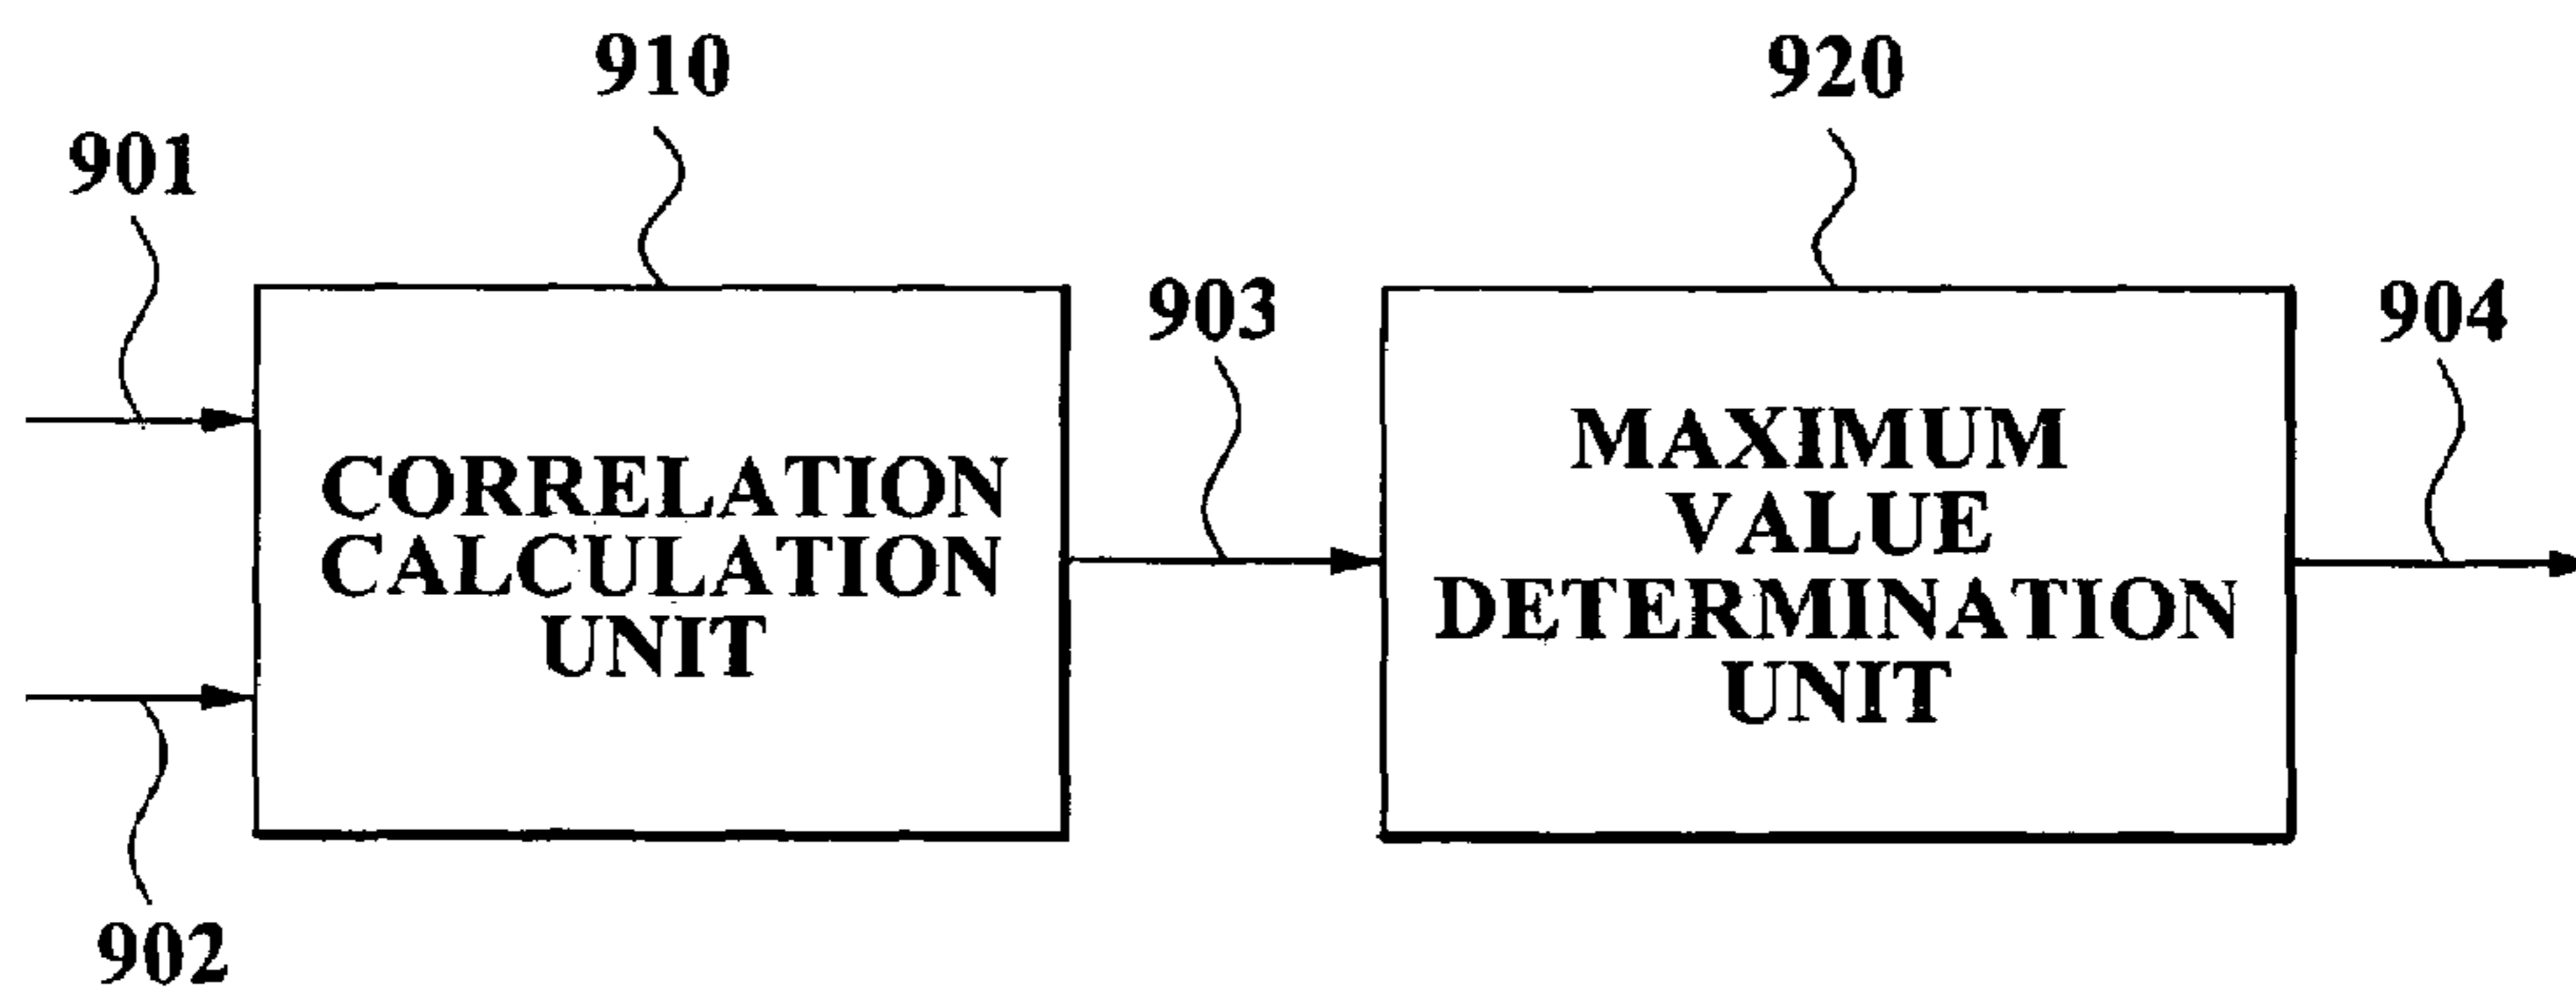 910
920
901
903
904
CORRELATION
CALCULATION
UNIT
MAXIMUM
VALUE
DETERMINATION
UNIT
902